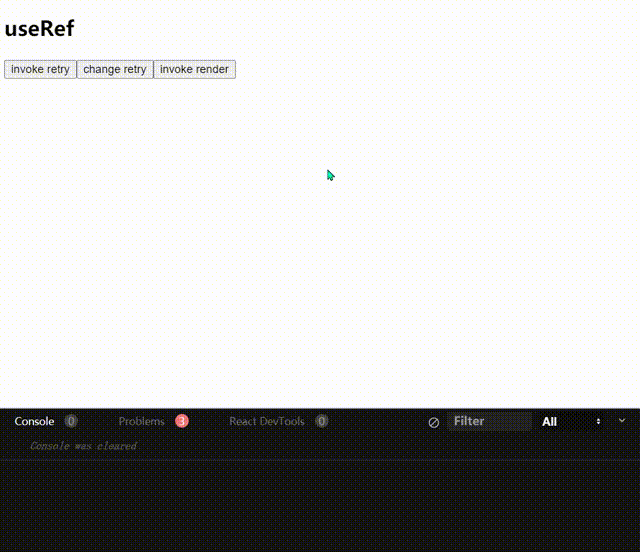 useRef
invoke retry change retry invoke render
Console 0 Problems 3 React DevTools 0 Filter All
Console was cleared